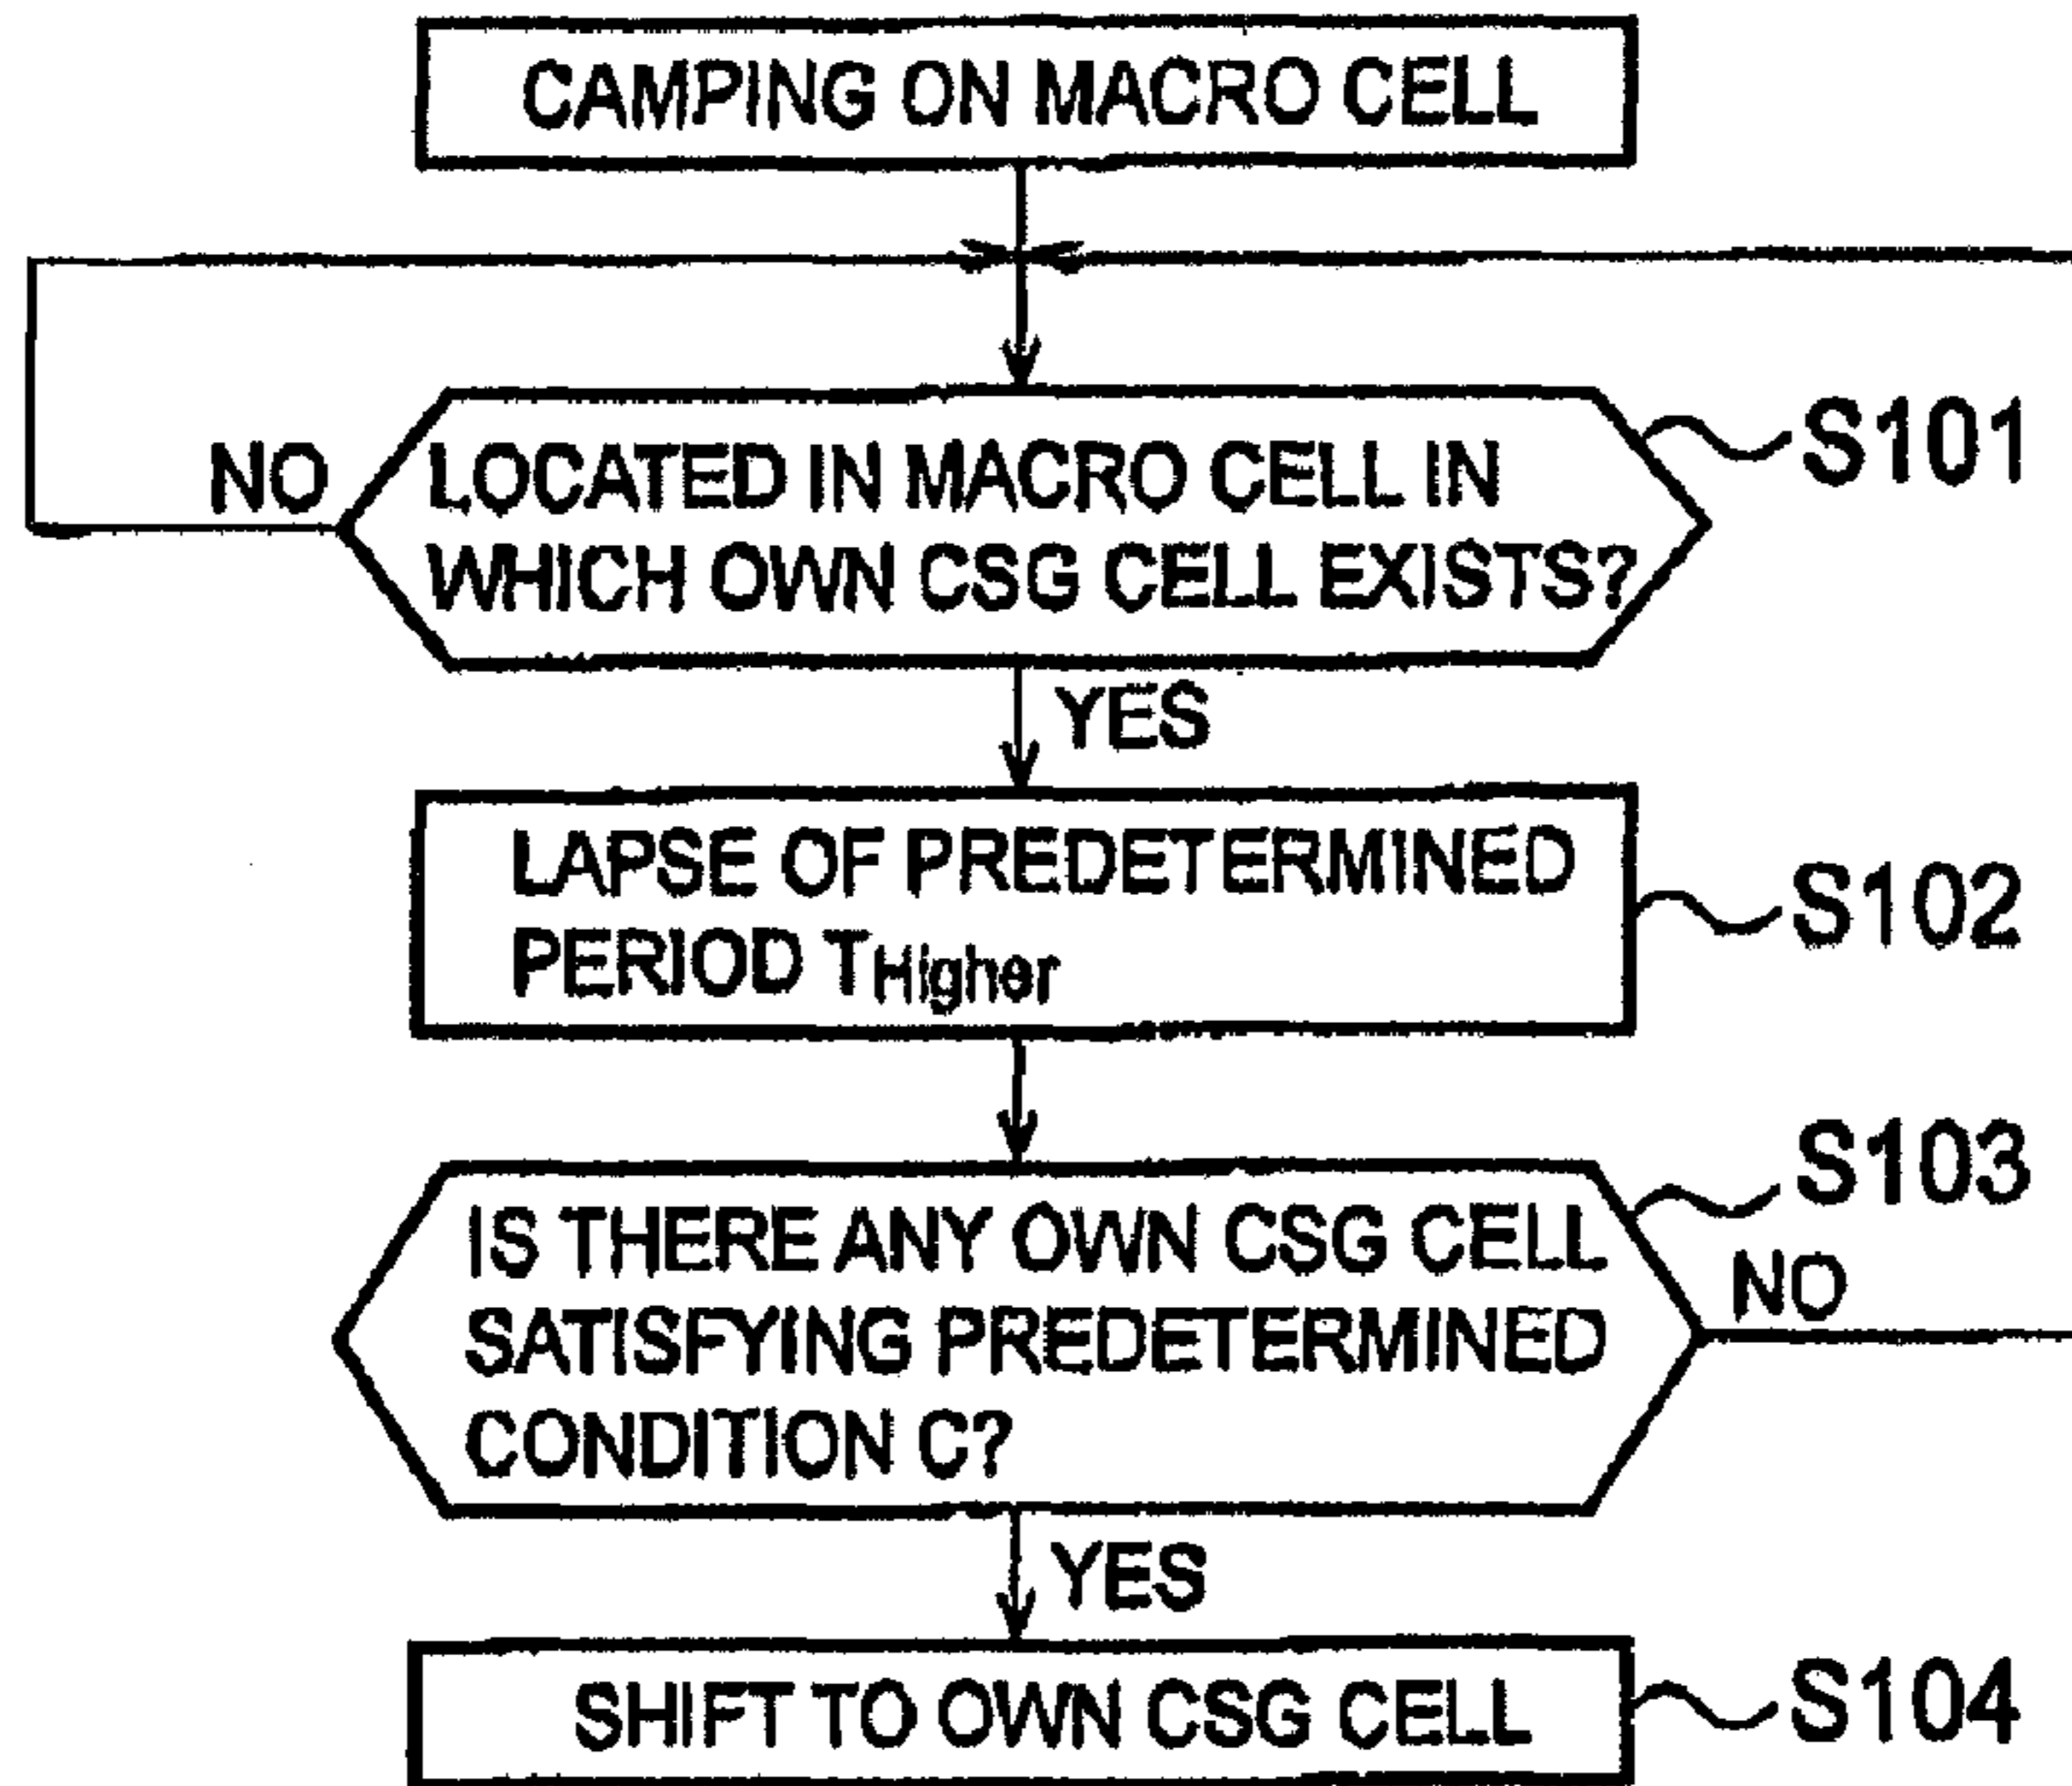 CAMPING ON MACRO CELL
S101
NO
LOCATED IN MACRO CELL IN
WHICH OWN CSG CELL EXISTS?
YES
LAPSE OF PREDETERMINED
PERIOD THigher
S102
S103
IS THERE ANY OWN CSG CELL
SATISFYING PREDETERMINED
CONDITION C?
NO
YES
SHIFT TO OWN CSG CELL
S104